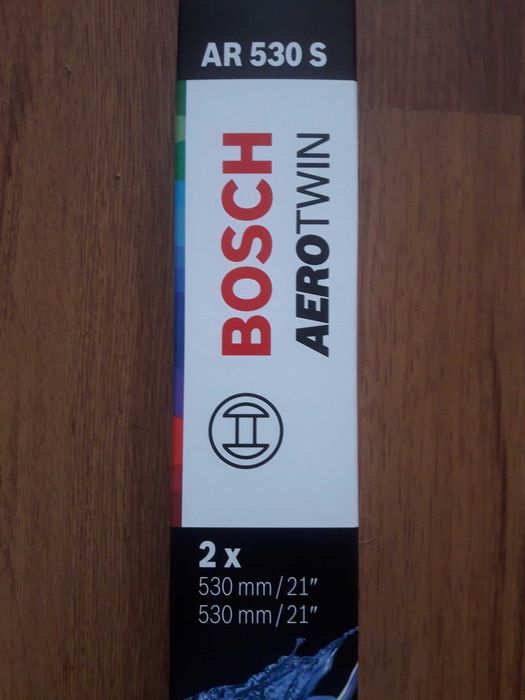 AR 530 S
BOSCH
AEROTWIN
2 x
530 mm/21"
530 mm/21"